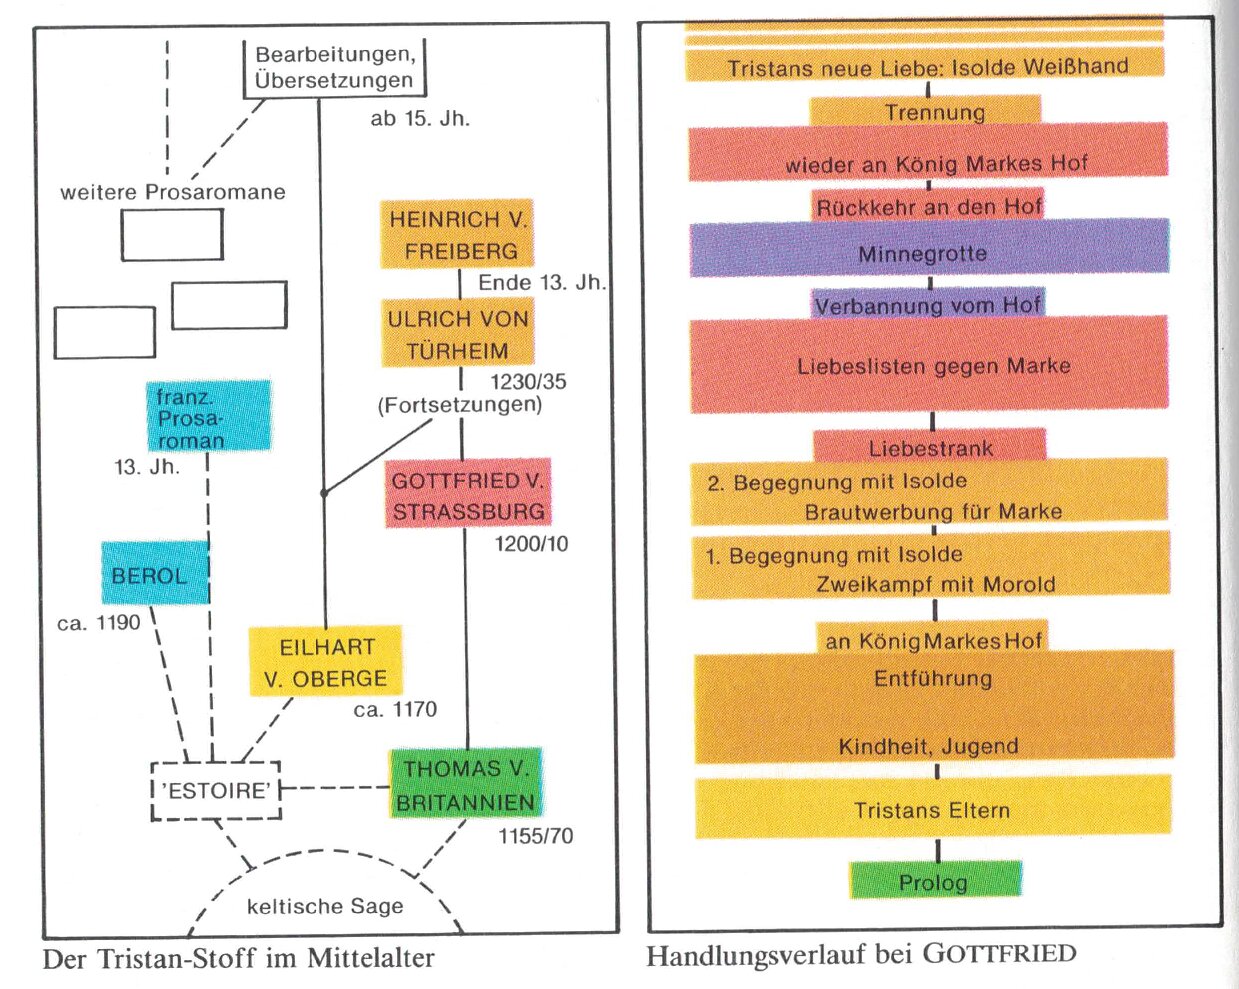 Bearbeitungen,
Übersetzungen
ab 15. Jh.
weitere Prosaromane
HEINRICH V.
FREIBERG
Ende 13. Jh.
ULRICH VON
TÜRHEIM
1230/35
(Fortsetzungen)
franz.
Prosa-
roman
13. Jh.
GOTTFRIED V.
STRASSBURG
1200/10
BEROL
ca. 1190
EILHART
V. OBERGE
ca. 1170
'ESTOIRE'
THOMAS V.
BRITANNIEN
1155/70
keltische Sage
Der Tristan-Stoff im Mittelalter
Tristans neue Liebe: Isolde Weißhand
Trennung
wieder an König Markes Hof
Rückkehr an den Hof
Minnegrotte
Verbannung vom Hof
Liebeslisten gegen Marke
Liebestrank
2. Begegnung mit Isolde
Brautwerbung für Marke
1. Begegnung mit Isolde
Zweikampf mit Morold
an König Markes Hof
Entführung
Kindheit, Jugend
Tristans Eltern
Prolog
Handlungsverlauf bei GOTTFRIED